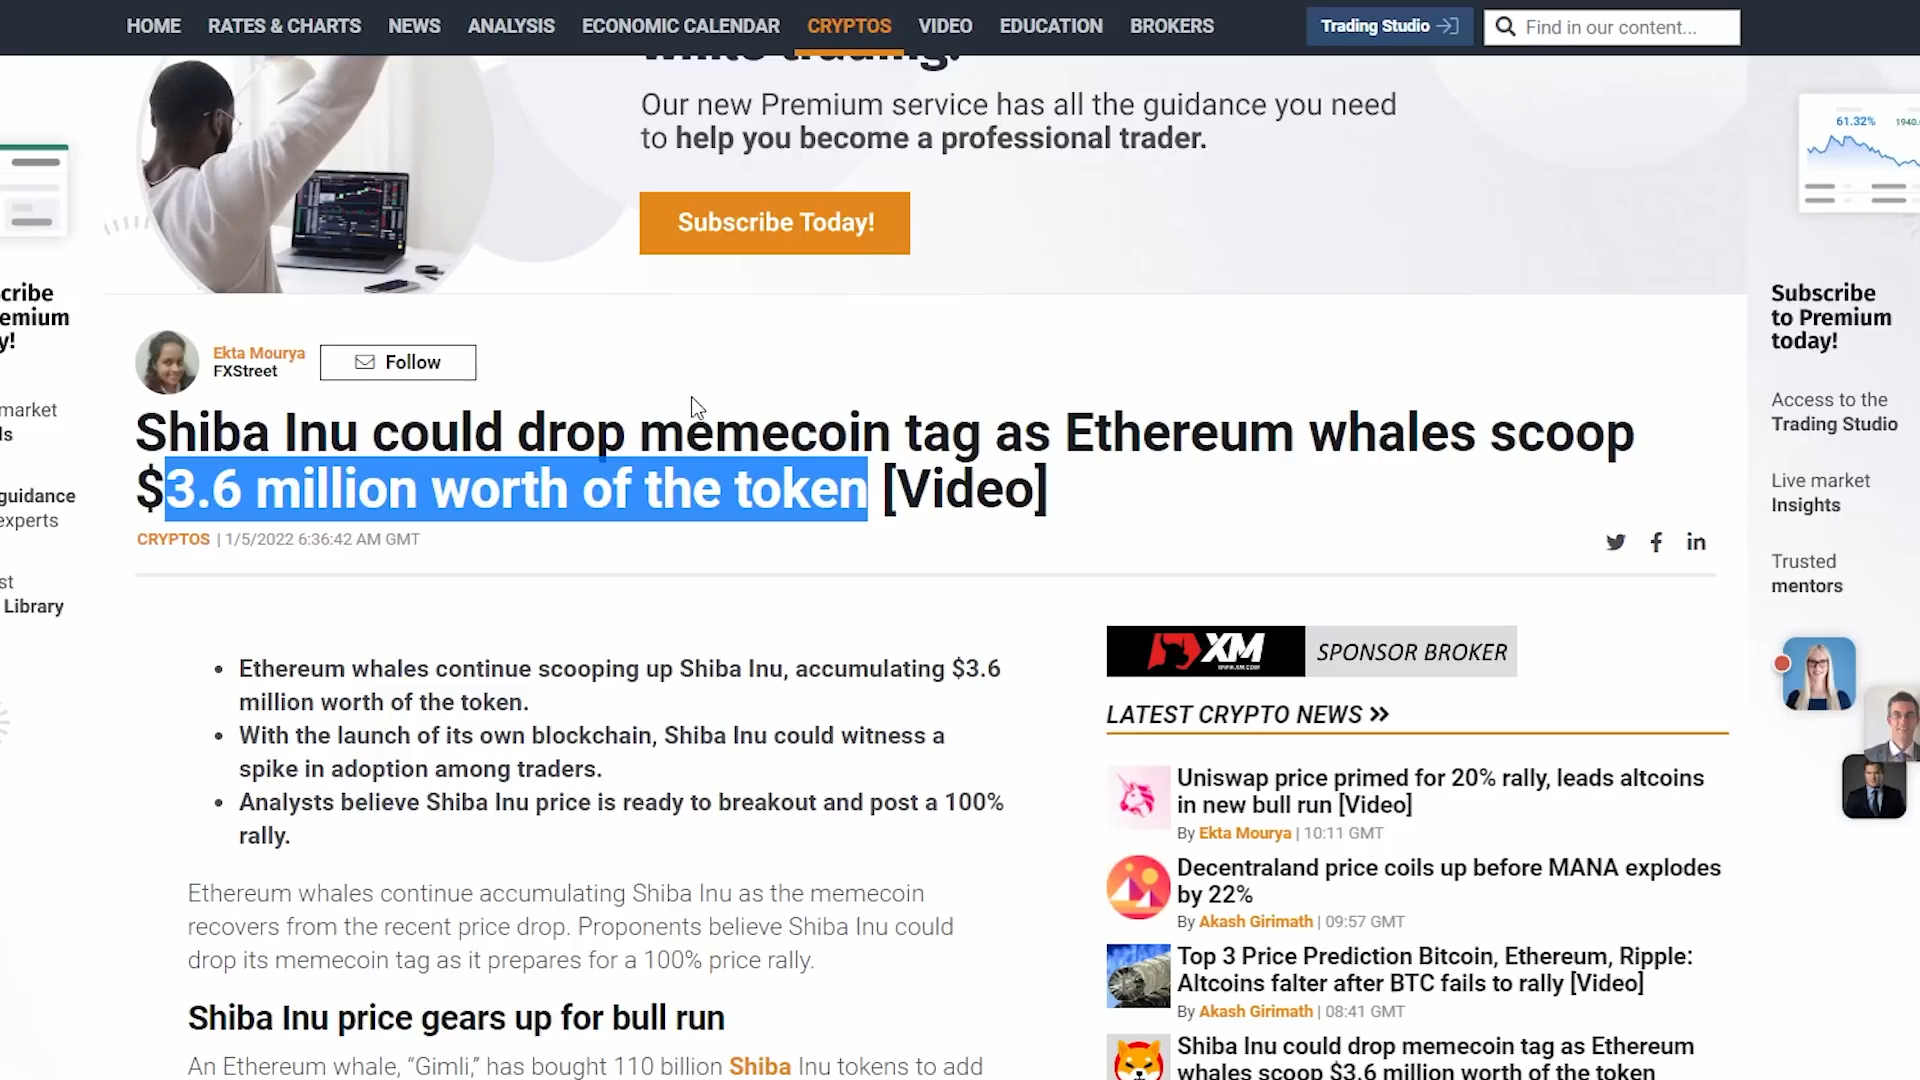 HOME RATES & CHARTS NEWS ANALYSIS ECONOMIC CALENDAR CRYPTOS VIDEO EDUCATION BROKERS Trading Studio Find in our content...
Our new Premium service has all the guidance you need
to help you become a professional trader.
Subscribe Today!
61.32%
Ekta Mourya
FXStreet
Follow
Shiba Inu could drop memecoin tag as Ethereum whales scoop
$3.6 million worth of the token [Video]
CRYPTOS | 1/5/2022 6:36:42 AM GMT
Ethereum whales continue scooping up Shiba Inu, accumulating $3.6
million worth of the token.
With the launch of its own blockchain, Shiba Inu could witness a
spike in adoption among traders.
Analysts believe Shiba Inu price is ready to breakout and post a 100%
rally.
Ethereum whales continue accumulating Shiba Inu as the memecoin
recovers from the recent price drop. Proponents believe Shiba Inu could
drop its memecoin tag as it prepares for a 100% price rally.
Shiba Inu price gears up for bull run
An Ethereum whale, “Gimli,” has bought 110 billion Shiba Inu tokens to add
XM
WWW.XM.COM
SPONSOR BROKER
LATEST CRYPTO NEWS
Uniswap price primed for 20% rally, leads altcoins
in new bull run [Video]
By Ekta Mourya | 10:11 GMT
Decentraland price coils up before MANA explodes
by 22%
By Akash Girimath | 09:57 GMT
Top 3 Price Prediction Bitcoin, Ethereum, Ripple:
Altcoins falter after BTC fails to rally [Video]
By Akash Girimath | 08:41 GMT
Shiba Inu could drop memecoin tag as Ethereum
whales scoop $3.6 million worth of the token
Subscribe
to Premium
today!
Access to the
Trading Studio
Live market
Insights
Trusted
mentors
market
guidance
experts
Library